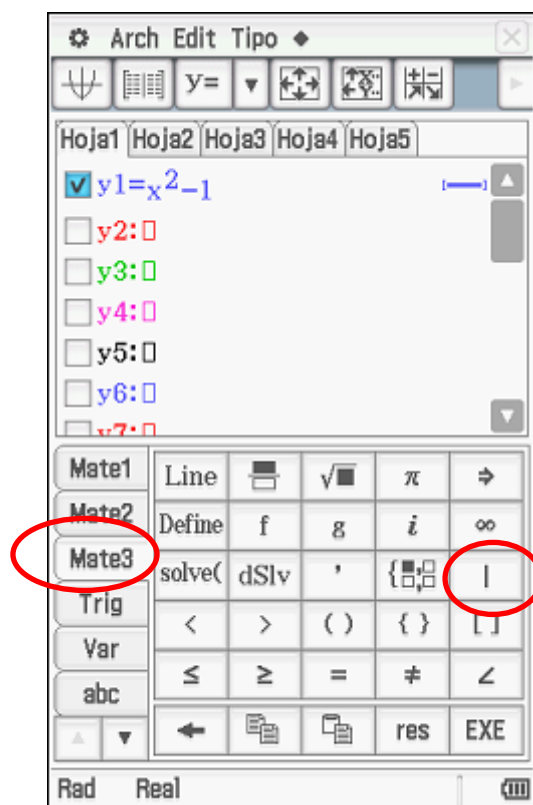 Arch Edit Tipo
y=
Hoja1 Hoja2 Hoja3 Hoja4 Hoja5
y1=x²-1
y2:
y3:
y4:
y5:
y6:
y7:
Mate1 Line √■ π ⇒
Mate2 Define f g i ∞
Mate3 solve( dSlv ' |
Trig < > ( ) { } [ ]
Var ≤ ≥ = ≠ ∠
abc res EXE
Rad Real